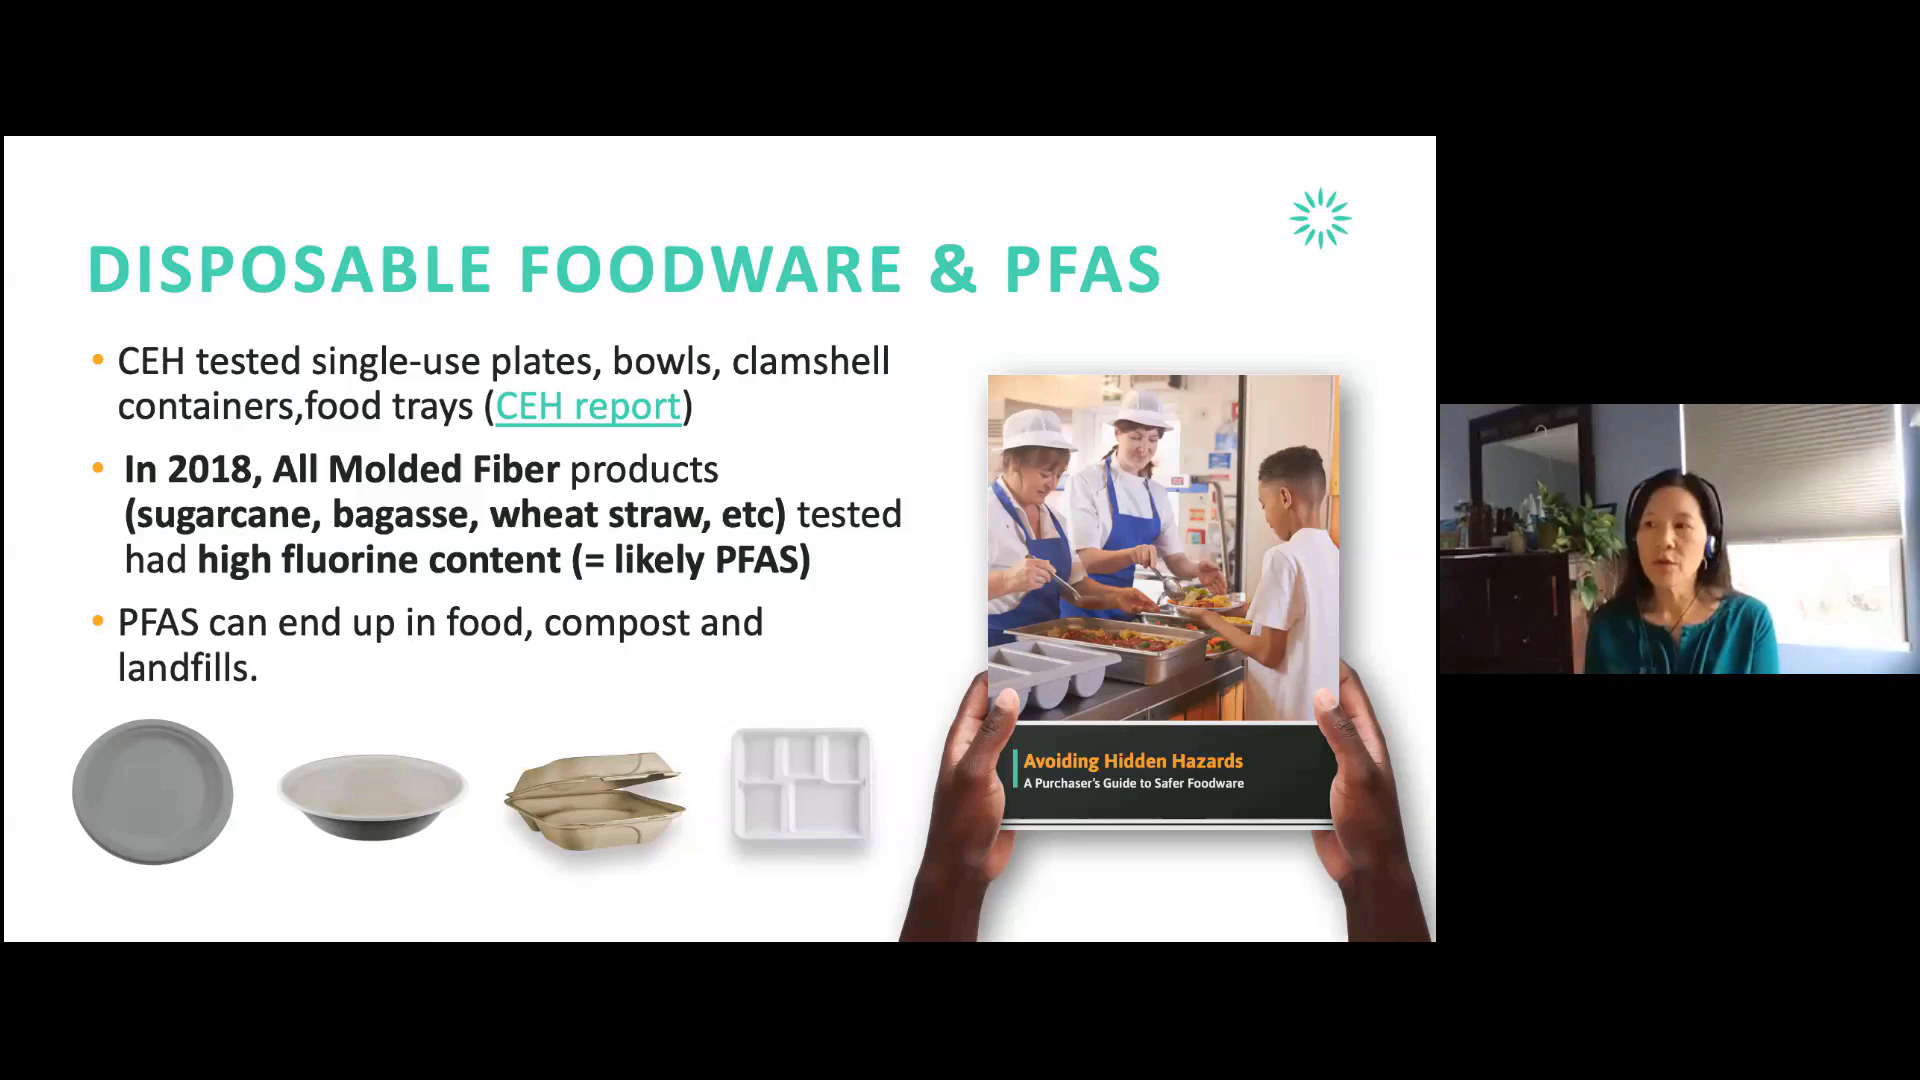 DISPOSABLE FOODWARE & PFAS
• CEH tested single-use plates, bowls, clamshell
containers,food trays (CEH report)
• In 2018, All Molded Fiber products
(sugarcane, bagasse, wheat straw, etc) tested
had high fluorine content (= likely PFAS)
• PFAS can end up in food, compost and
landfills.
Avoiding Hidden Hazards
A Purchaser's Guide to Safer Foodware